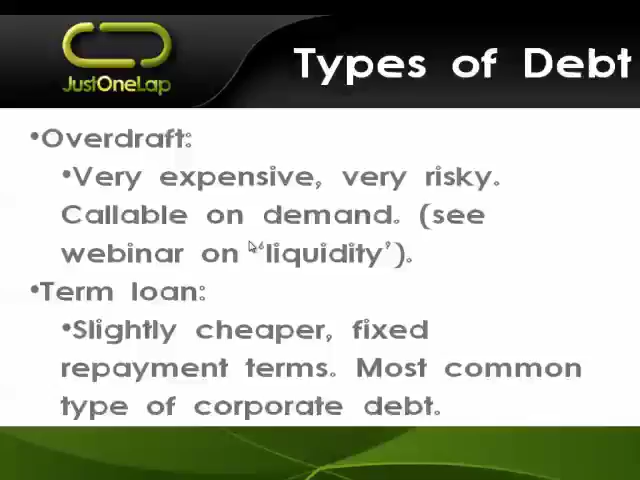 JustOneLap
Types of Debt
•Overdraft:
•Very expensive, very risky.
Callable on demand. (see
webinar on ‘liquidity’).
•Term loan:
•Slightly cheaper, fixed
repayment terms. Most common
type of corporate debt.